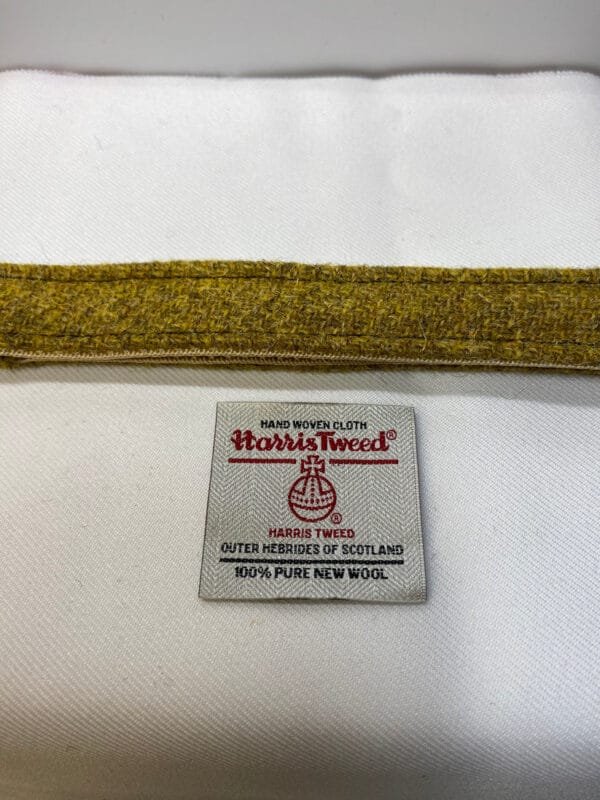 HAND WOVEN CLOTH
Harris Tweed®
®
HARRIS TWEED
OUTER HEBRIDES OF SCOTLAND
100% PURE NEW WOOL